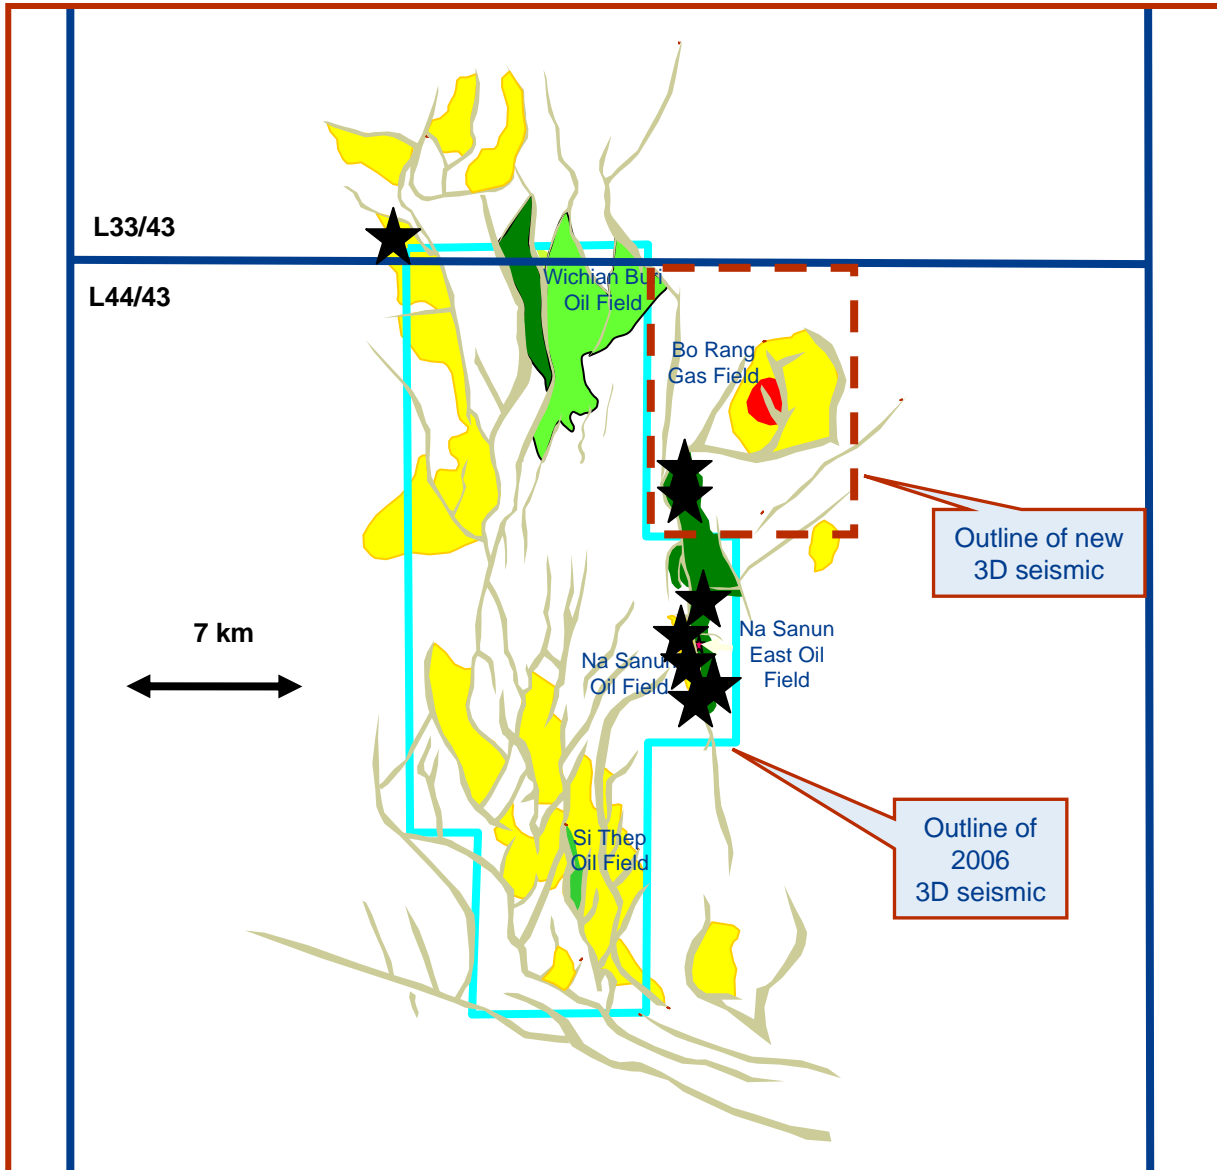 L33/43
L44/43
Wichian Buri
Oil Field
Bo Rang
Gas Field
Outline of new
3D seismic
7 km
Na Sanun
East Oil
Field
Na Sanun
Oil Field
Outline of
2006
3D seismic
Si Thep
Oil Field